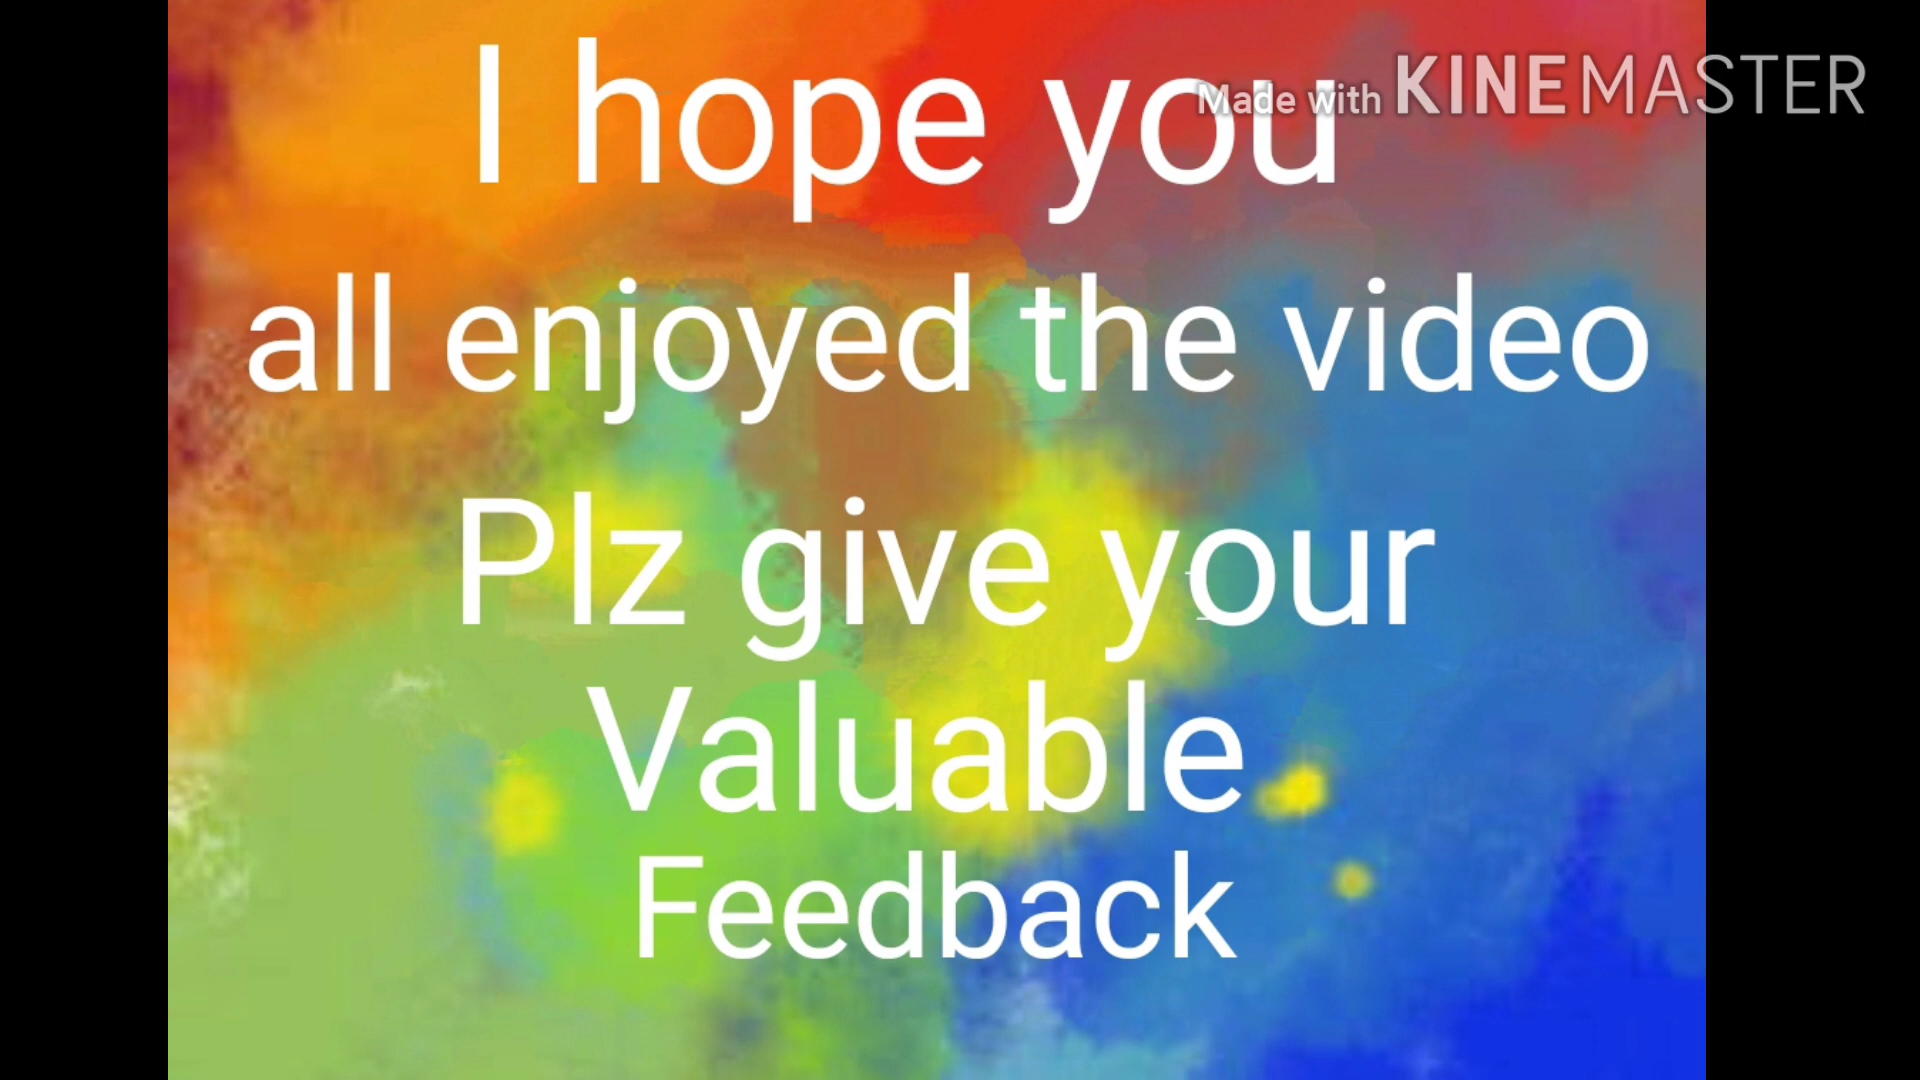 I hope you
Made with KINEMASTER
all enjoyed the video
Plz give your
Valuable
Feedback